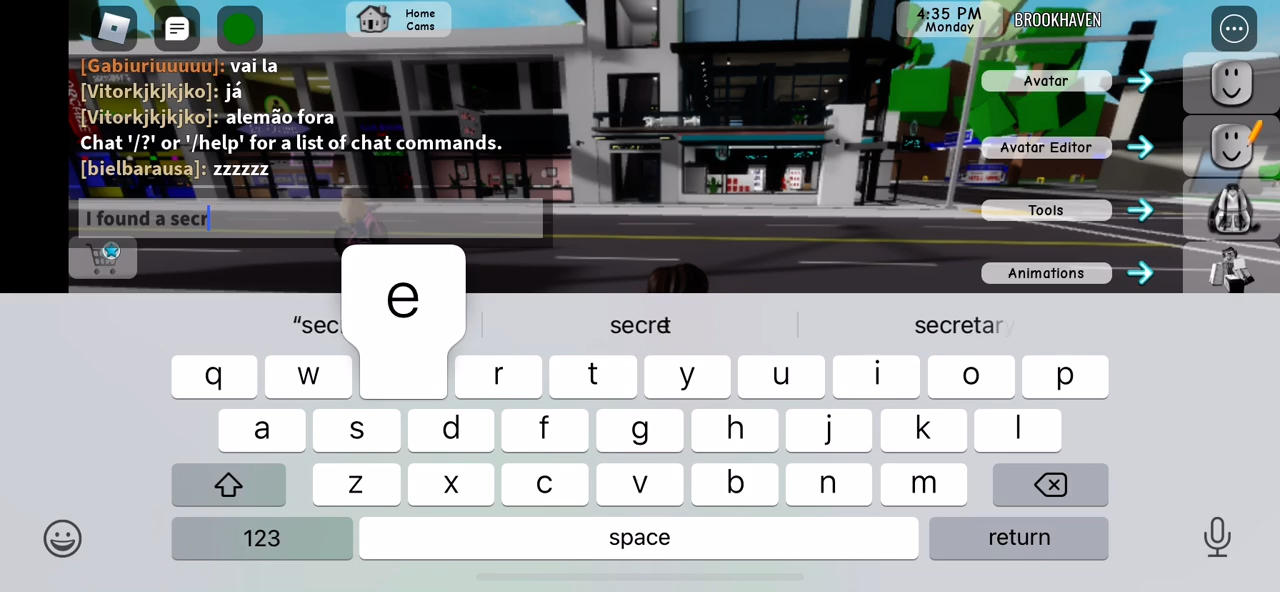 Home
Cams
4:35 PM
Monday
BROOKHAVEN
[Gabiuriuuuuu]: vai la
[Vitorkjkjkjko]: já
[Vitorkjkjkjko]: alemão fora
Chat '/?' or '/help' for a list of chat commands.
[bielbarausa]: zzzzzz
I found a secr
Avatar
Avatar Editor
Tools
Animations
e
“sec
secret
secretary
q w r t y u i o p
a s d f g h j k l
z x c v b n m
123
space
return